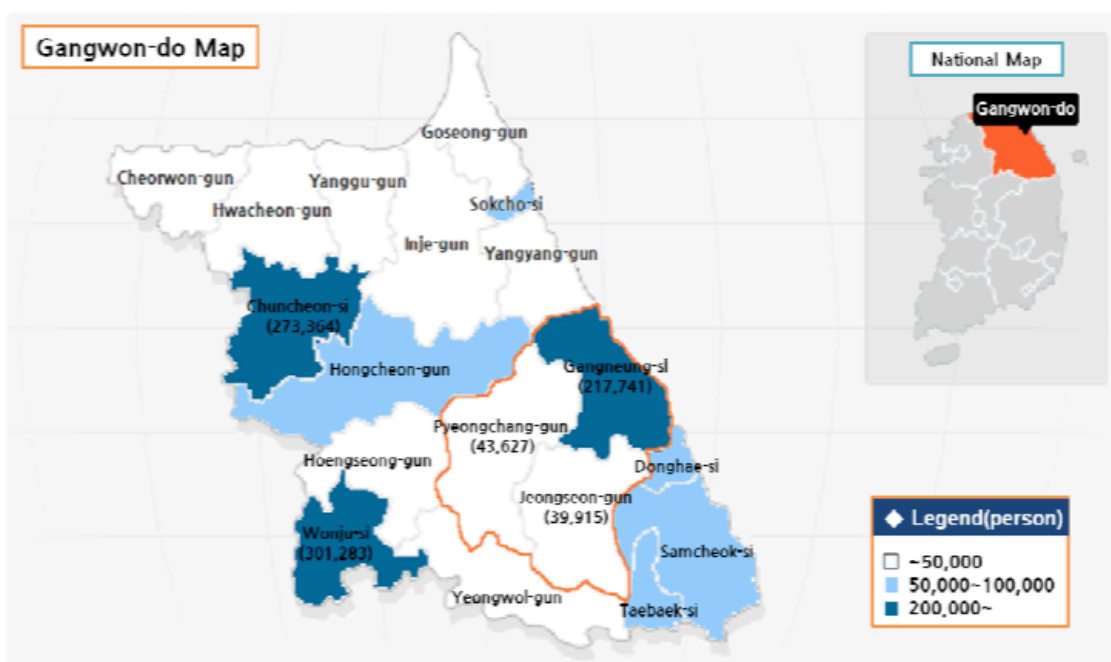 Gangwon-do Map
National Map
Gangwon-do
Goseong-gun
Cheorwon-gun
Yanggu-gun
Hwacheon-gun
Sokcho-si
Inje-gun
Yangyang-gun
Chuncheon-si
(273,364)
Hongcheon-gun
Gangneung-si
(217,741)
Pyeongchang-gun
(43,627)
Hoengseong-gun
Donghae-si
Jeongseon-gun
(39,915)
Wonju-si
(301,283)
Samcheok-si
Yeongwol-gun
Taebaek-si
Legend(person)
~50,000
50,000~100,000
200,000~